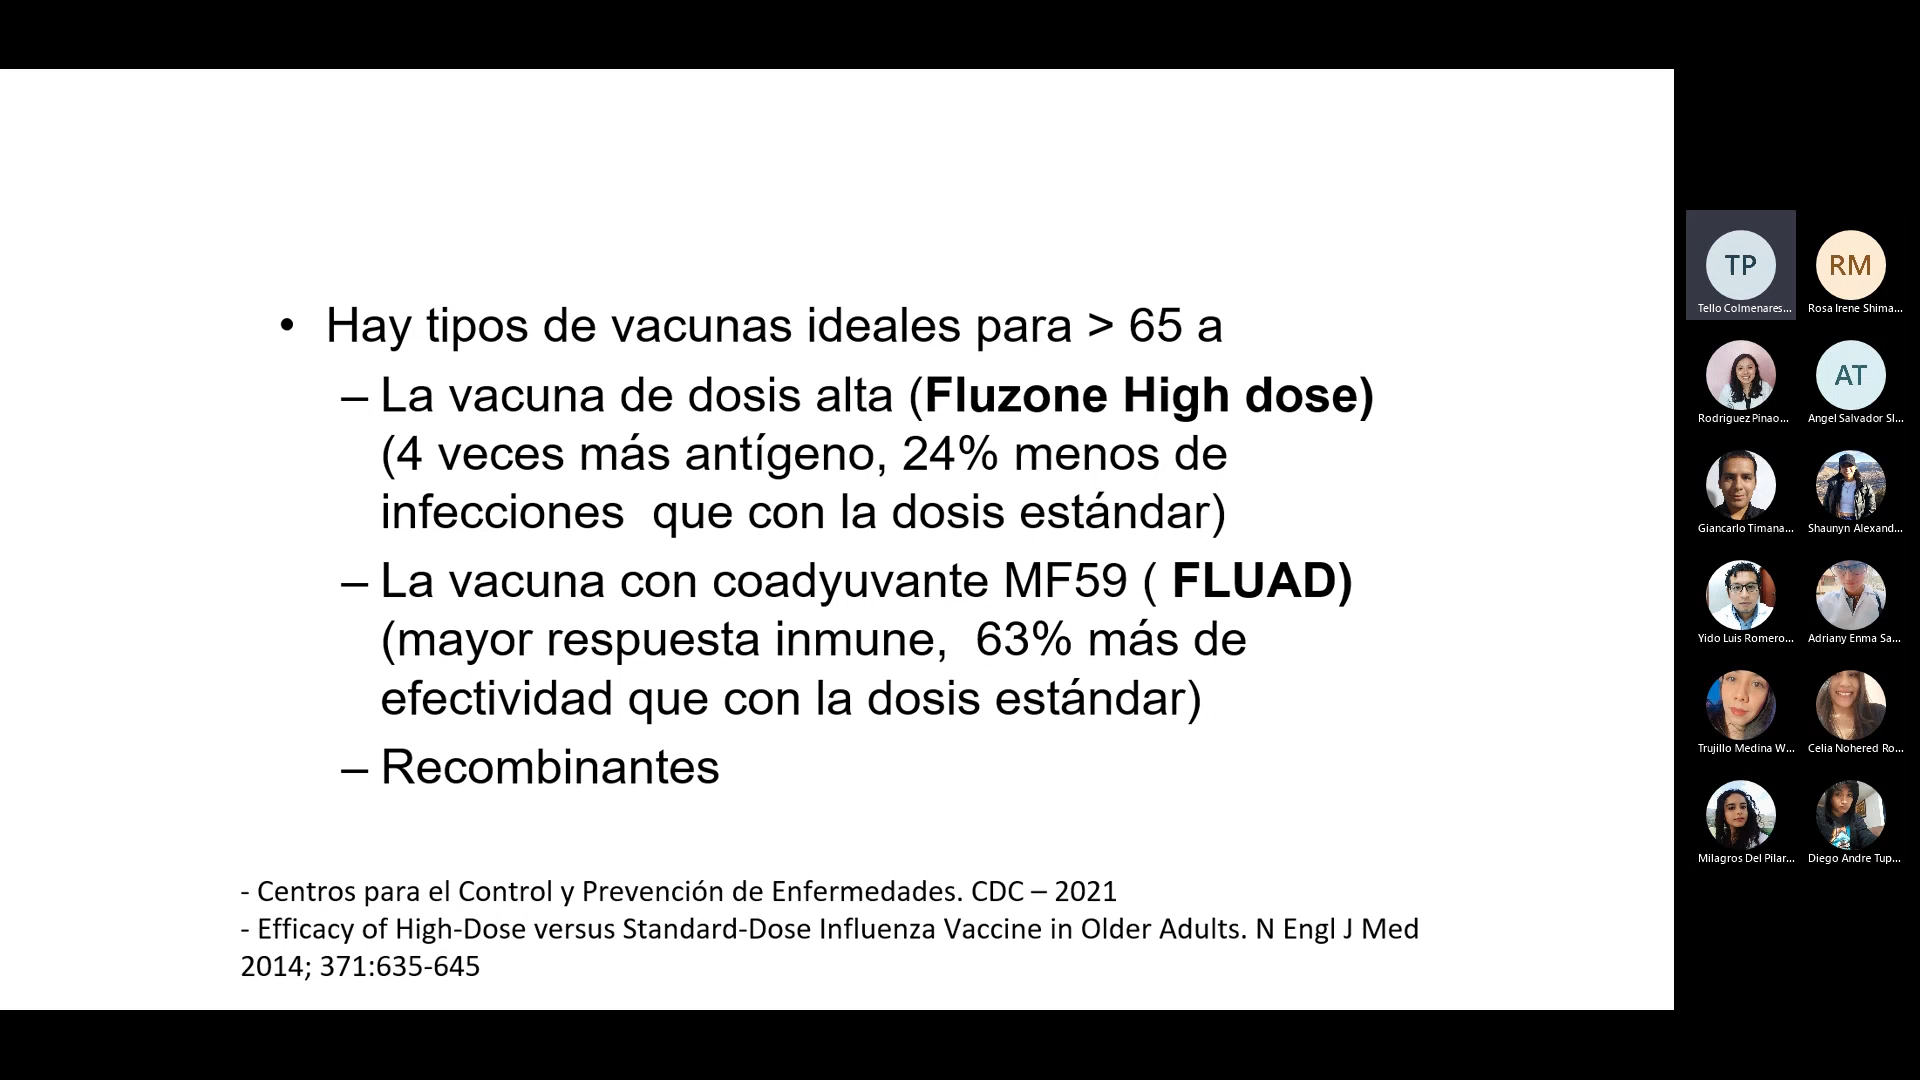 • Hay tipos de vacunas ideales para > 65 a
– La vacuna de dosis alta (Fluzone High dose)
(4 veces más antígeno, 24% menos de
infecciones que con la dosis estándar)
– La vacuna con coadyuvante MF59 ( FLUAD)
(mayor respuesta inmune, 63% más de
efectividad que con la dosis estándar)
– Recombinantes
- Centros para el Control y Prevención de Enfermedades. CDC – 2021
- Efficacy of High-Dose versus Standard-Dose Influenza Vaccine in Older Adults. N Engl J Med
2014; 371:635-645
TP
Tello Colmenares...
RM
Rosa Irene Shima...
Rodriguez Pinao...
AT
Angel Salvador Sl...
Giancarlo Timana...
Shaunyn Alexand...
Yido Luis Romero...
Adriany Enma Sa...
Trujillo Medina W...
Celia Nohered Ro...
Milagros Del Pilar...
Diego Andre Tup...